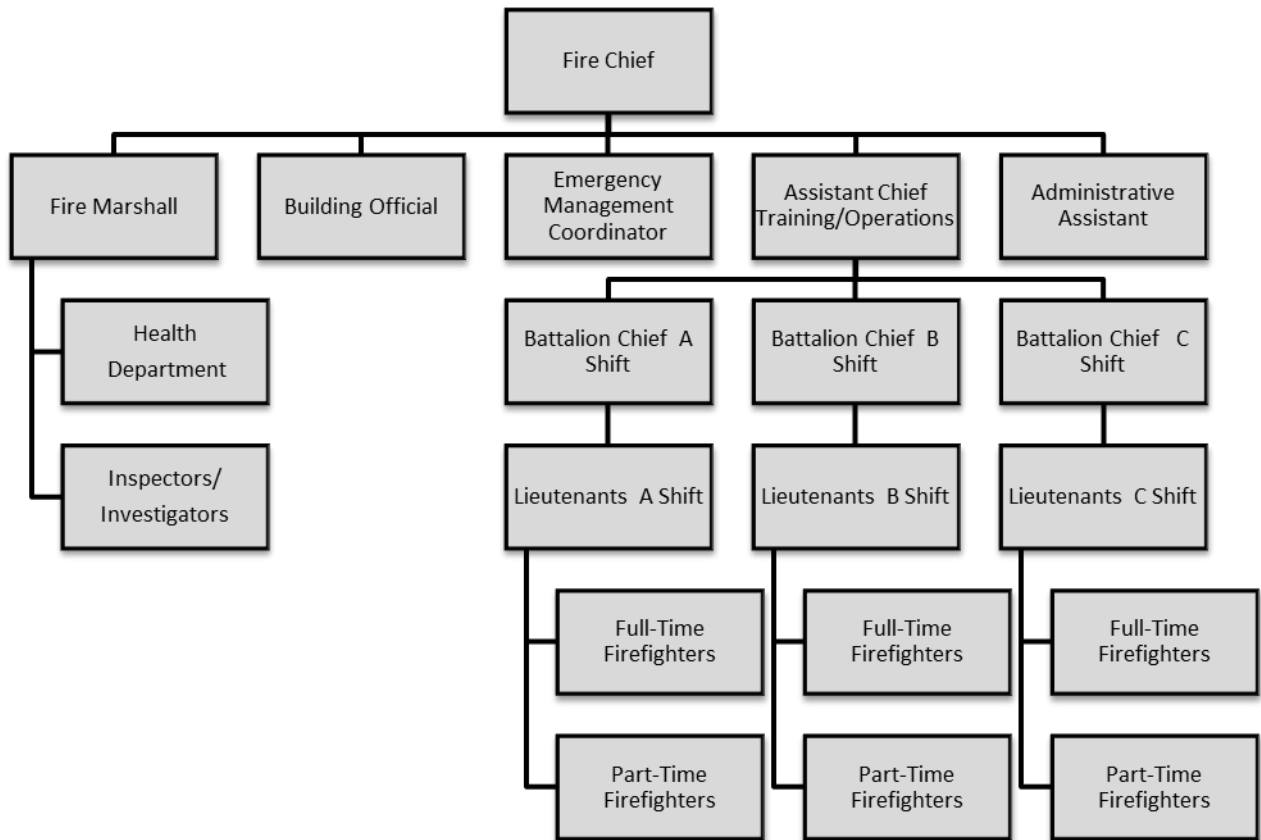 Fire Chief
Fire Marshall
Building Official
Emergency
Management
Coordinator
Assistant Chief
Training/Operations
Administrative
Assistant
Health
Department
Inspectors/
Investigators
Battalion Chief A
Shift
Battalion Chief B
Shift
Battalion Chief C
Shift
Lieutenants A Shift
Lieutenants B Shift
Lieutenants C Shift
Full-Time
Firefighters
Full-Time
Firefighters
Full-Time
Firefighters
Part-Time
Firefighters
Part-Time
Firefighters
Part-Time
Firefighters